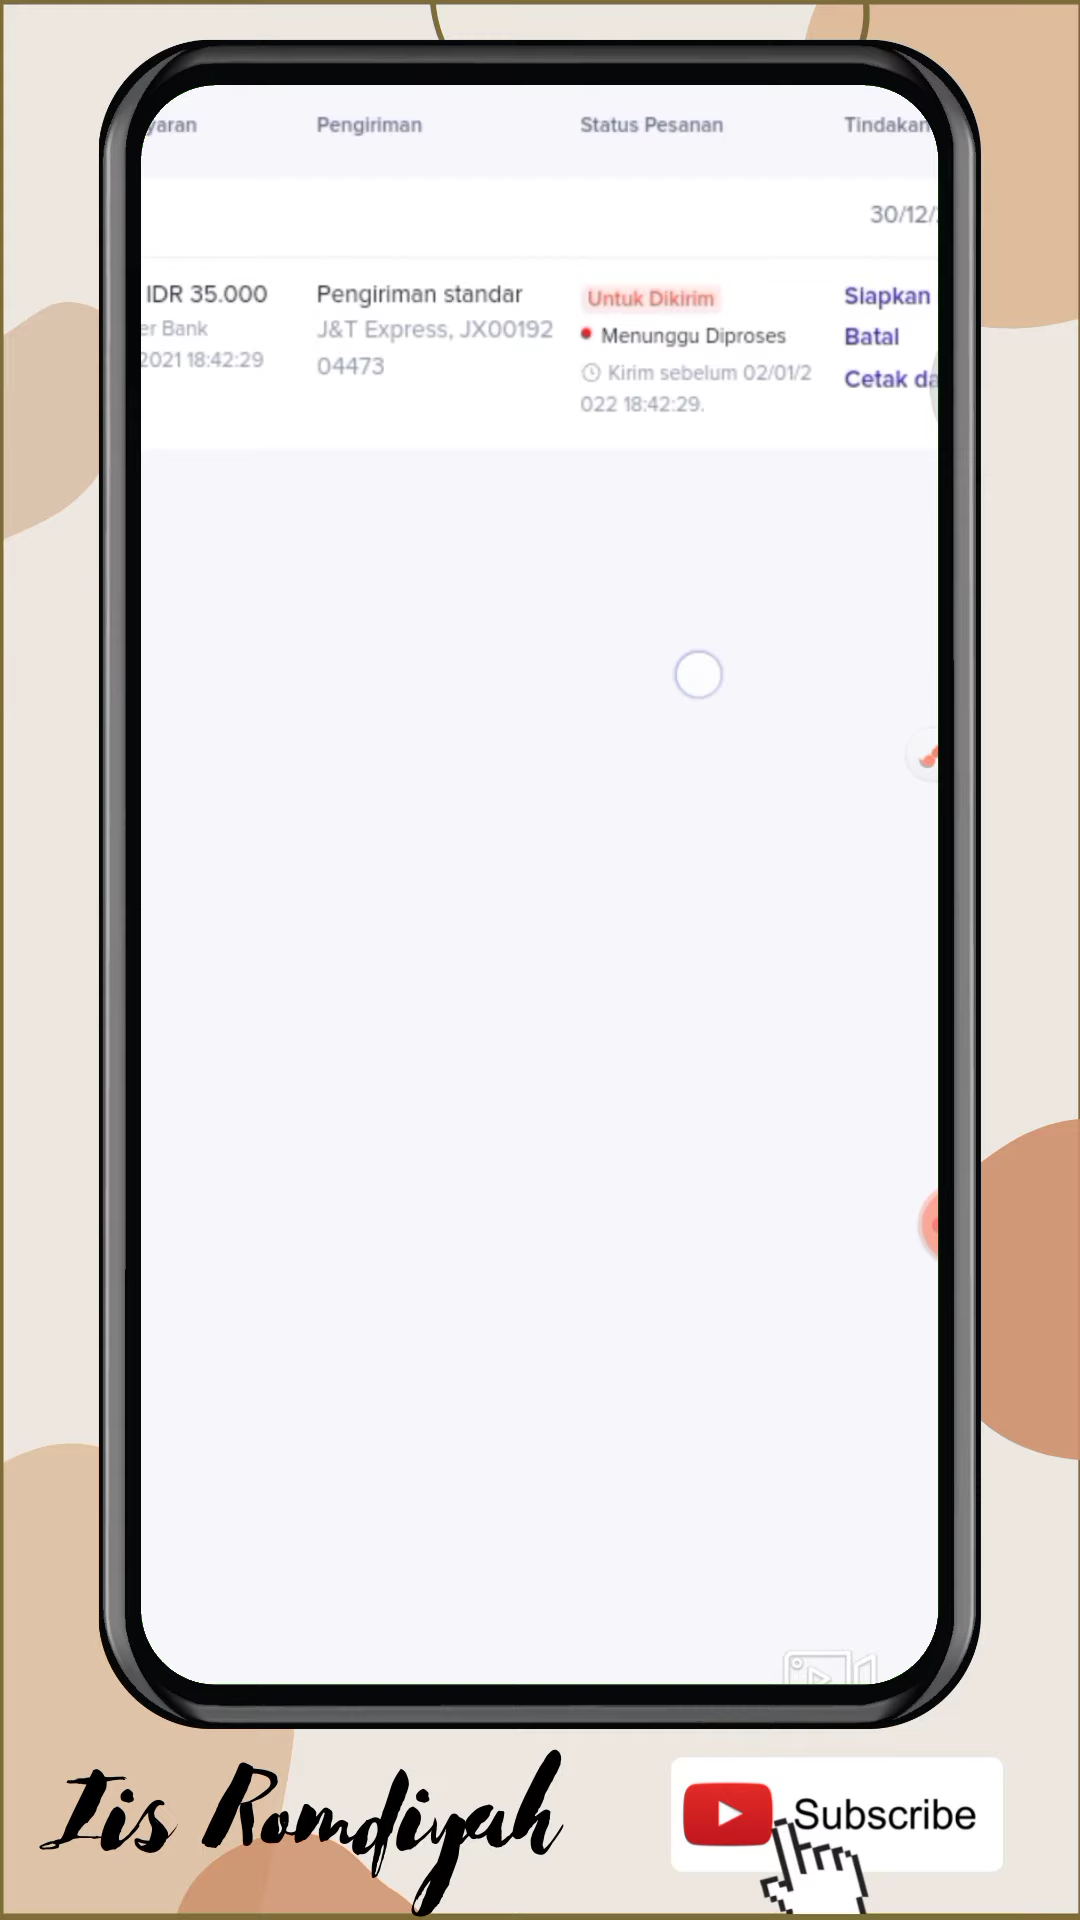 yaran Pengiriman Status Pesanan Tindakan
30/12/
IDR 35.000 Pengiriman standar Untuk Dikirim Siapkan
er Bank J&T Express, JX00192 Menunggu Diproses Batal
2021 18:42:29 04473 Kirim sebelum 02/01/2 Cetak da
022 18:42:29.
Iis Romdiyah
Subscribe